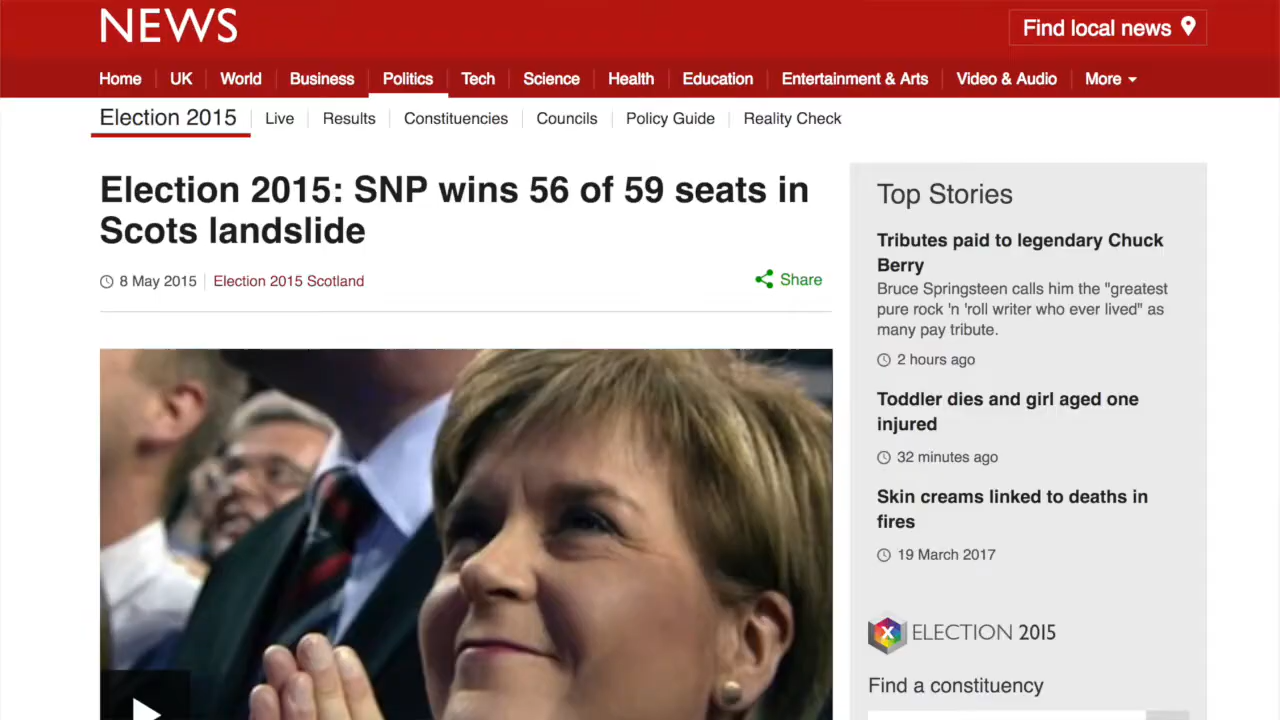 NEWS
Find local news
Home
UK
World
Business
Politics
Tech
Science
Health
Education
Entertainment & Arts
Video & Audio
More
Election 2015
Live
Results
Constituencies
Councils
Policy Guide
Reality Check
Election 2015: SNP wins 56 of 59 seats in
Scots landslide
8 May 2015
Election 2015 Scotland
Share
Top Stories
Tributes paid to legendary Chuck
Berry
Bruce Springsteen calls him the "greatest
pure rock 'n 'roll writer who ever lived" as
many pay tribute.
2 hours ago
Toddler dies and girl aged one
injured
32 minutes ago
Skin creams linked to deaths in
fires
19 March 2017
X
ELECTION 2015
Find a constituency